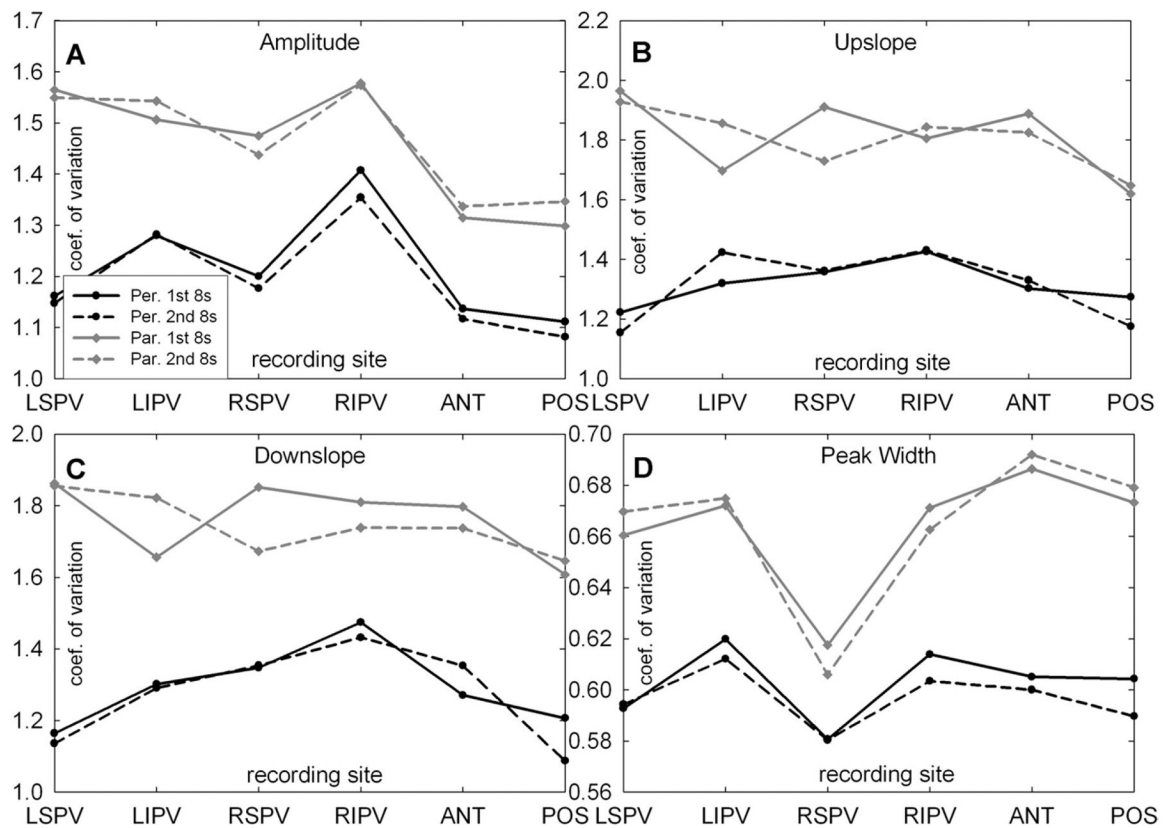 A
Amplitude
1.7
1.6
1.5
1.4
1.3
1.2
1.1
1.0
coef. of variation
Per. 1st 8s
Per. 2nd 8s
Par. 1st 8s
Par. 2nd 8s
recording site
LSPV LIPV RSPV RIPV ANT POS
B
Upslope
2.2
2.0
1.8
1.6
1.4
1.2
1.0
coef. of variation
recording site
LSPV LIPV RSPV RIPV ANT POS
C
Downslope
2.0
1.8
1.6
1.4
1.2
1.0
coef. of variation
recording site
LSPV LIPV RSPV RIPV ANT POS
D
Peak Width
0.70
0.68
0.66
0.64
0.62
0.60
0.58
0.56
coef. of variation
recording site
LSPV LIPV RSPV RIPV ANT POS